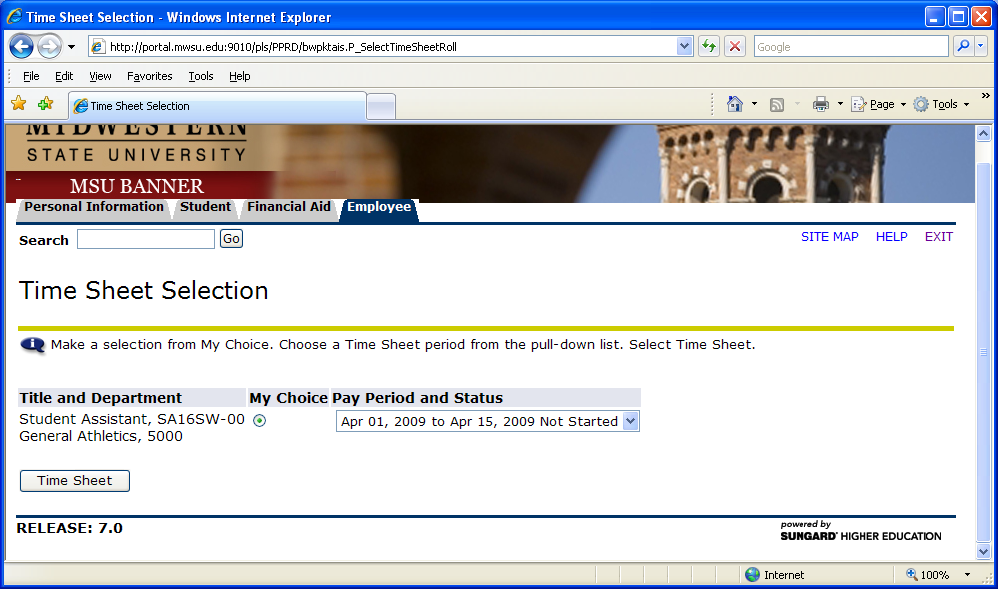 Time Sheet Selection - Windows Internet Explorer
http://portal.mwsu.edu:9010/pls/PPRD/bwpktais.P_SelectTimeSheetRoll
Google
File Edit View Favorites Tools Help
Time Sheet Selection
Page Tools
MIDWESTERN
STATE UNIVERSITY
MSU BANNER
Personal Information Student Financial Aid Employee
Search Go SITE MAP HELP EXIT
Time Sheet Selection
Make a selection from My Choice. Choose a Time Sheet period from the pull-down list. Select Time Sheet.
Title and Department My Choice Pay Period and Status
Student Assistant, SA16SW-00 Apr 01, 2009 to Apr 15, 2009 Not Started
General Athletics, 5000
Time Sheet
RELEASE: 7.0
powered by
SUNGARD' HIGHER EDUCATION
Internet 100%